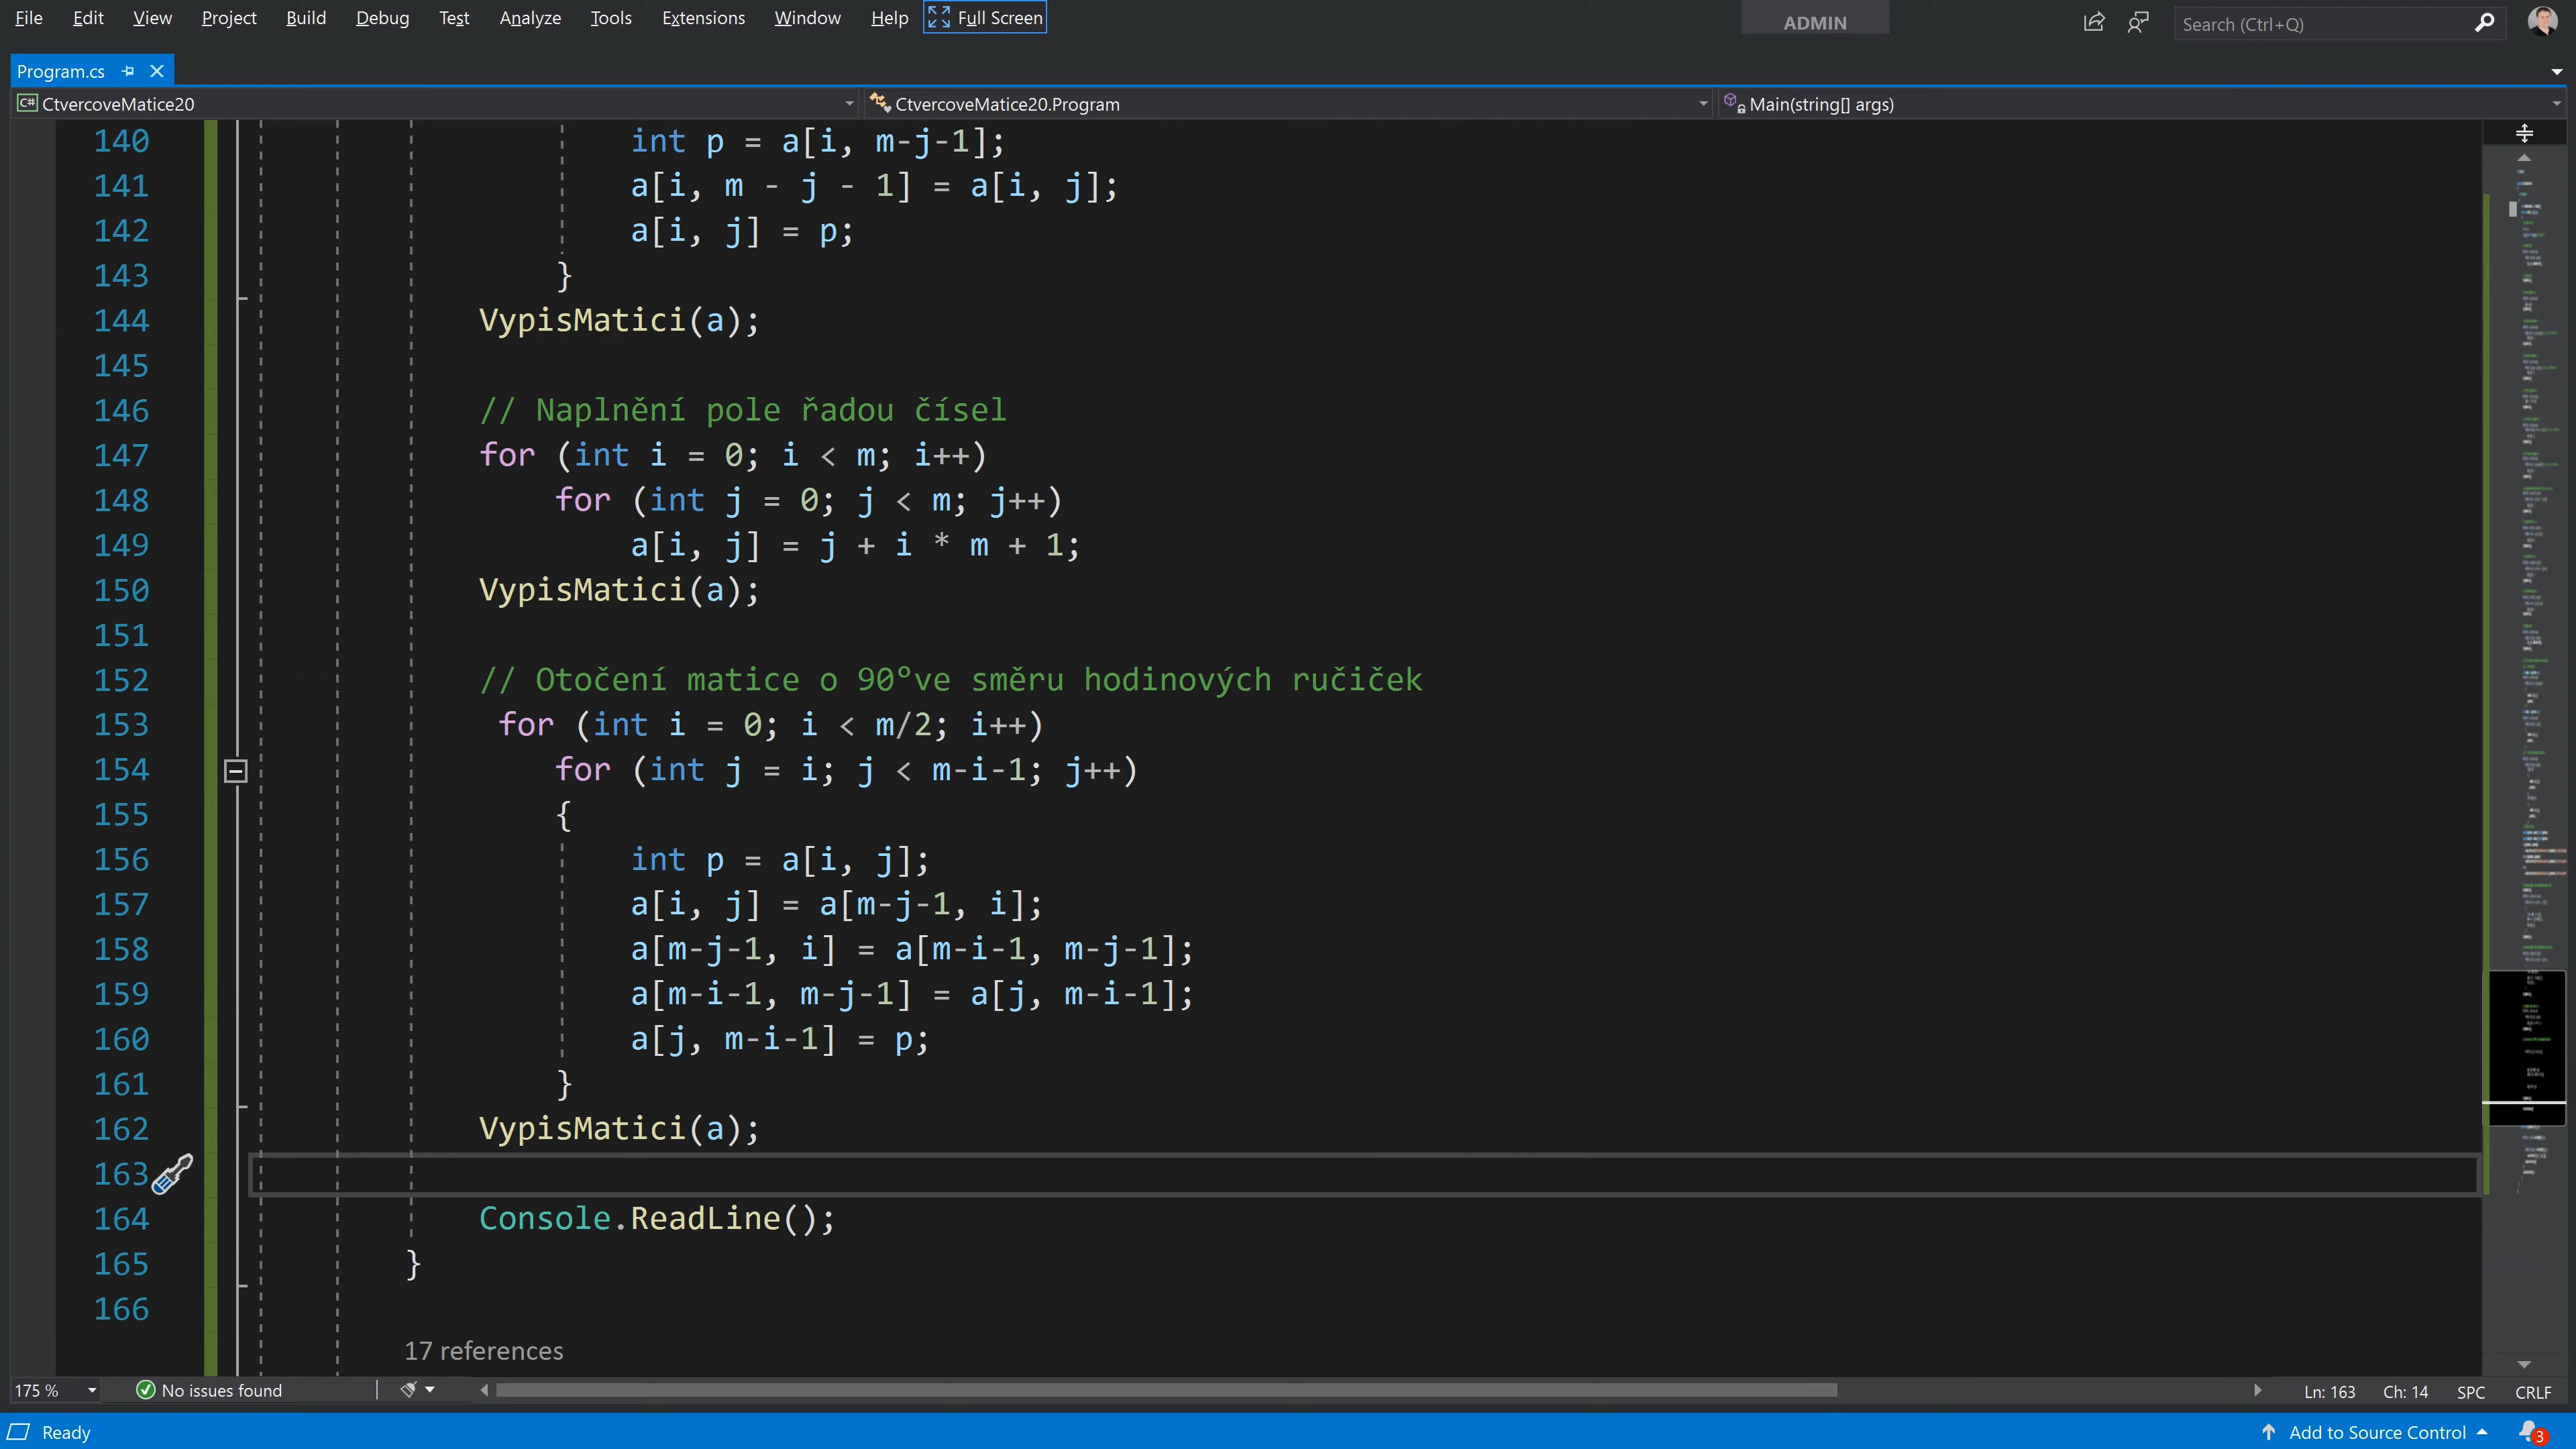 File Edit View Project Build Debug Test Analyze Tools Extensions Window Help Full Screen ADMIN Search (Ctrl+Q)
Program.cs
C# CtvercoveMatice20 CtvercoveMatice20.Program Main(string[] args)
140 int p = a[i, m-j-1];
141 a[i, m - j - 1] = a[i, j];
142 a[i, j] = p;
143 }
144 VypisMatici(a);
145
146 // Naplnění pole řadou čísel
147 for (int i = 0; i < m; i++)
148 for (int j = 0; j < m; j++)
149 a[i, j] = j + i * m + 1;
150 VypisMatici(a);
151
152 // Otočení matice o 90°ve směru hodinových ručiček
153 for (int i = 0; i < m/2; i++)
154 for (int j = i; j < m-i-1; j++)
155 {
156 int p = a[i, j];
157 a[i, j] = a[m-j-1, i];
158 a[m-j-1, i] = a[m-i-1, m-j-1];
159 a[m-i-1, m-j-1] = a[j, m-i-1];
160 a[j, m-i-1] = p;
161 }
162 VypisMatici(a);
163
164 Console.ReadLine();
165 }
166
17 references
175 % No issues found Ln: 163 Ch: 14 SPC CRLF
Ready Add to Source Control 3